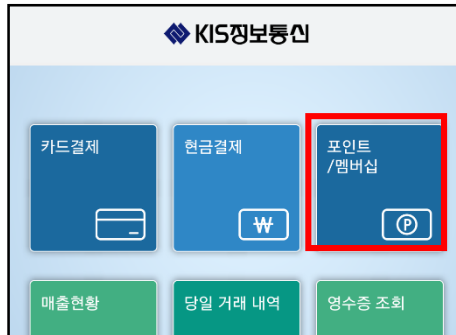 KIS정보통신
카드결제
현금결제
포인트
/멤버십
₩
P
매출현황
당일 거래 내역
영수증 조회